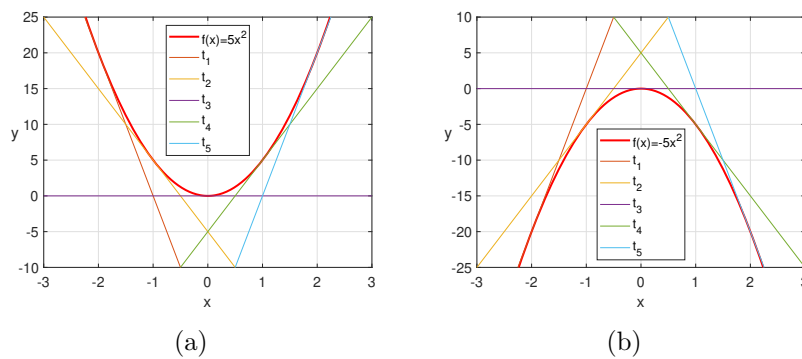 25
20
15
10
5
0
-5
-10
-3 -2 -1 0 1 2 3
x
y
f(x)=5x²
t₁
t₂
t₃
t₄
t₅
(a)
10
5
0
-5
-10
-15
-20
-25
-3 -2 -1 0 1 2 3
x
y
f(x)=-5x²
t₁
t₂
t₃
t₄
t₅
(b)